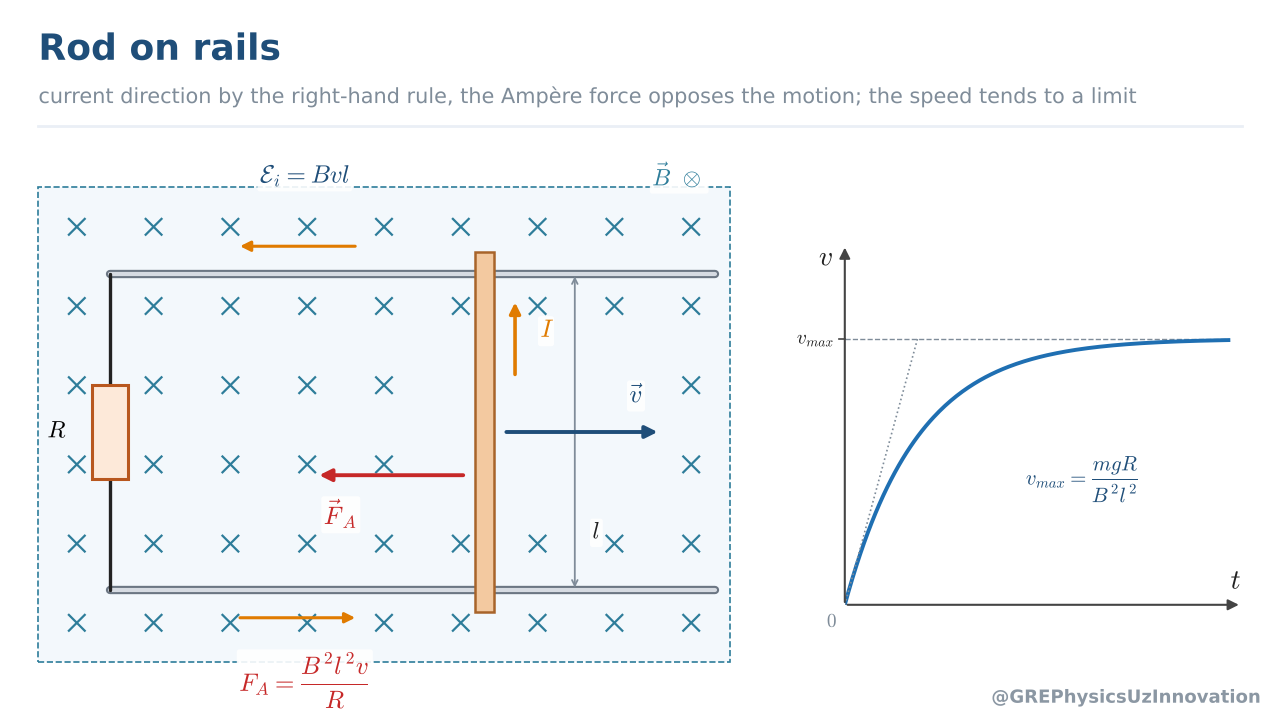 Rod on rails
current direction by the right-hand rule, the Ampère force opposes the motion; the speed tends to a limit
ℰ_i = Bvl
B⃗ ⊗
I
v⃗
R
F⃗_A
l
F_A = B²l²v / R
v
v_max
v_max = mgR / B²l²
t
0
@GREPhysicsUzInnovation